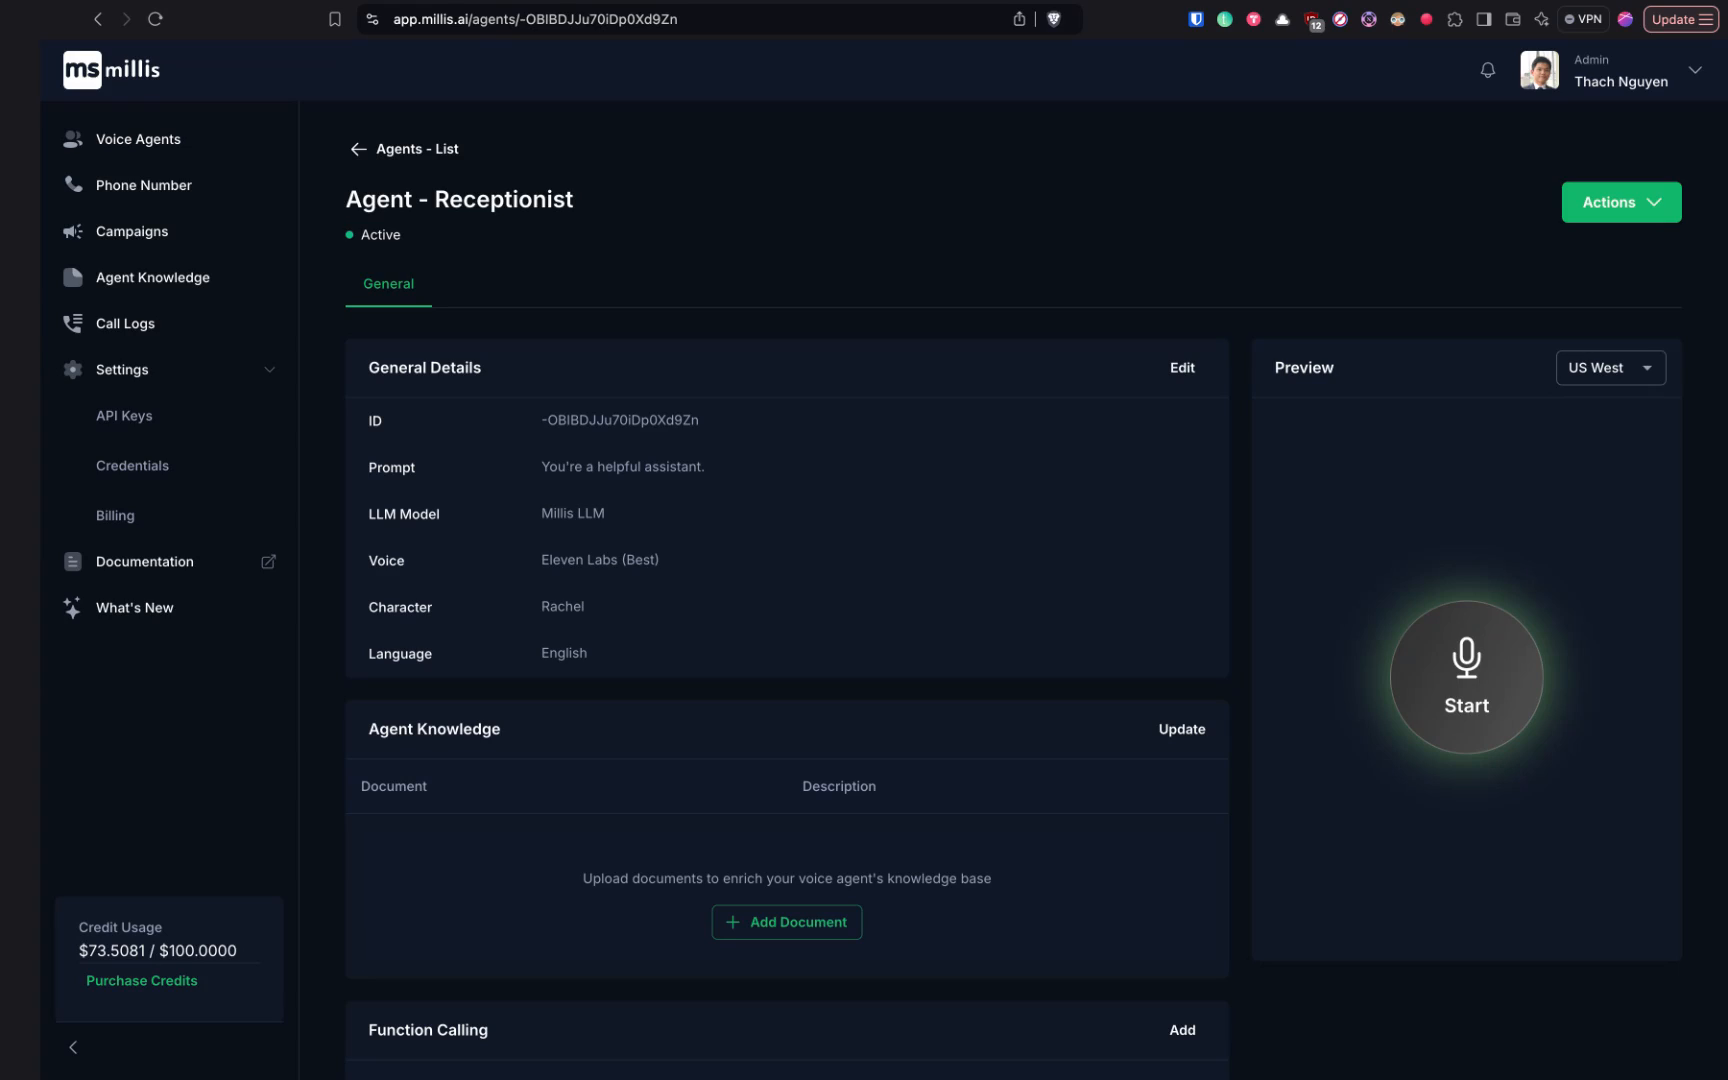 app.millis.ai/agents/-OBIBDJJu70iDp0Xd9Zn
12
VPN
Update
ms millis
Admin
Thach Nguyen
Voice Agents
Phone Number
Campaigns
Agent Knowledge
Call Logs
Settings
API Keys
Credentials
Billing
Documentation
What's New
Credit Usage
$73.5081 / $100.0000
Purchase Credits
Agents - List
Agent - Receptionist
Active
Actions
General
General Details
Edit
ID
-OBIBDJJu70iDp0Xd9Zn
Prompt
You're a helpful assistant.
LLM Model
Millis LLM
Voice
Eleven Labs (Best)
Character
Rachel
Language
English
Agent Knowledge
Update
Document
Description
Upload documents to enrich your voice agent's knowledge base
Add Document
Function Calling
Add
Preview
US West
Start